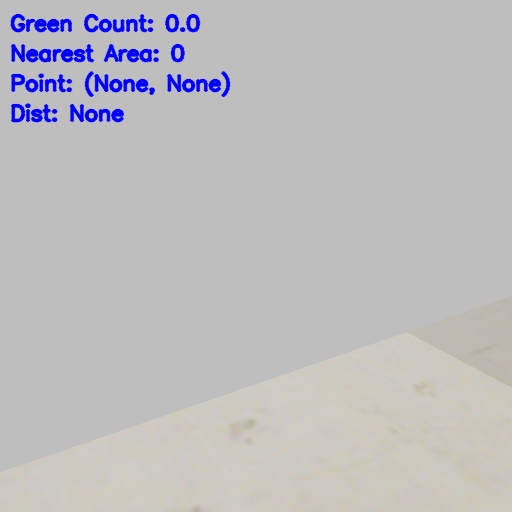 Green Count: 0.0
Nearest Area: 0
Point: (None, None)
Dist: None